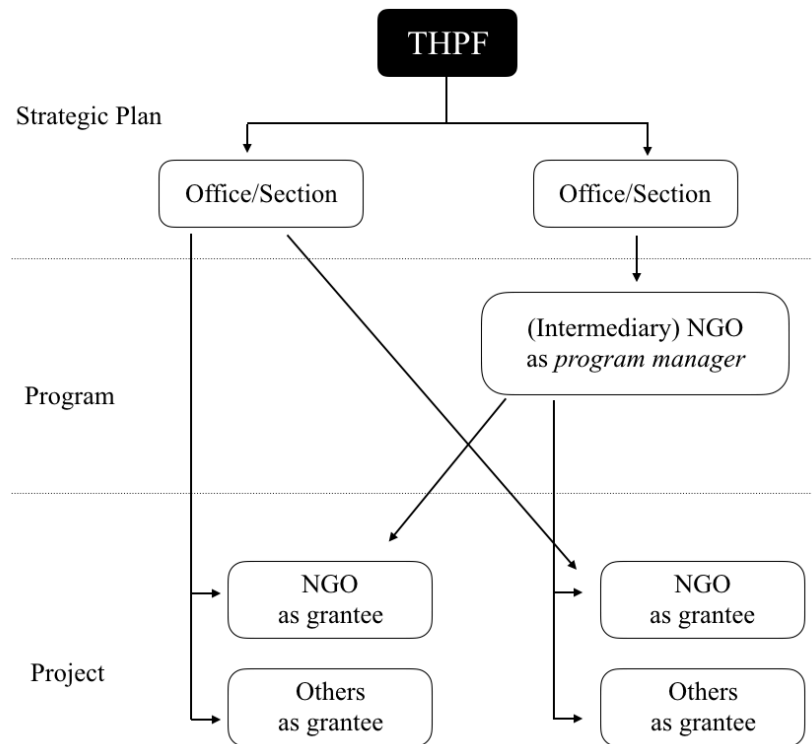 THPF
Strategic Plan
Office/Section
Office/Section
(Intermediary) NGO
as program manager
Program
NGO
as grantee
NGO
as grantee
Project
Others
as grantee
Others
as grantee